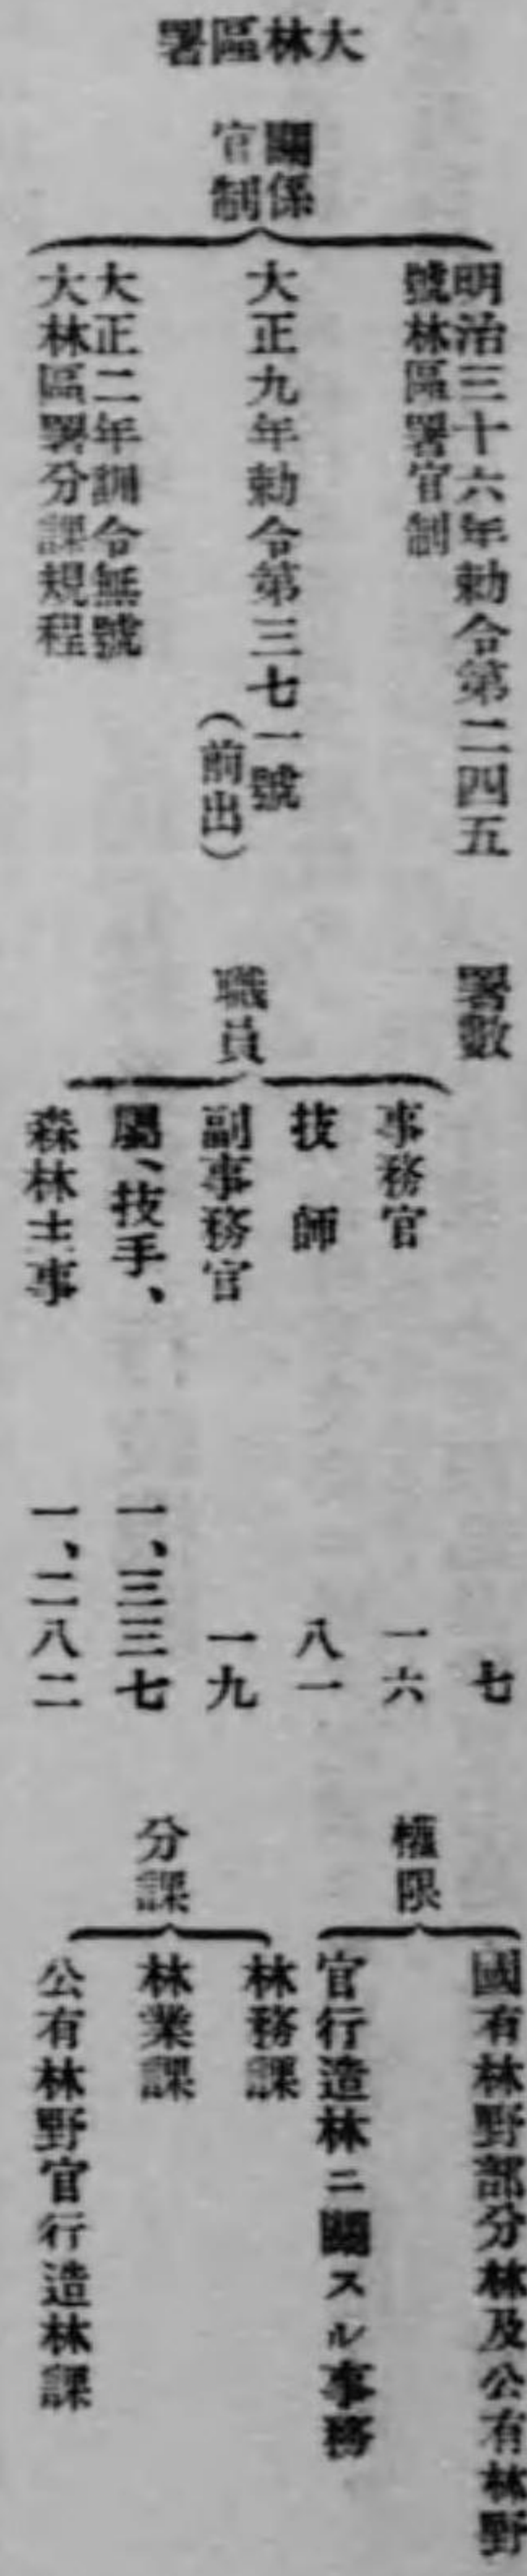 大林區署
關係
官制
明治三十六年勅令第二四五
號林區署官制
大正九年勅令第三七一號
(前出)
大正二年訓令無號
大林區署分課規程
署數 七
職員
事務官 一六
技師 八一
副事務官 一九
屬、技手、 一、三三七
森林主事 一、二八二
權限
國有林野部分林及公有林野
官行造林ニ關スル事務
分課
林務課
林業課
公有林野官行造林課